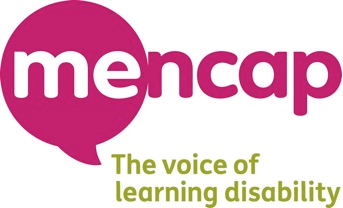 mencap
The voice of
learning disability